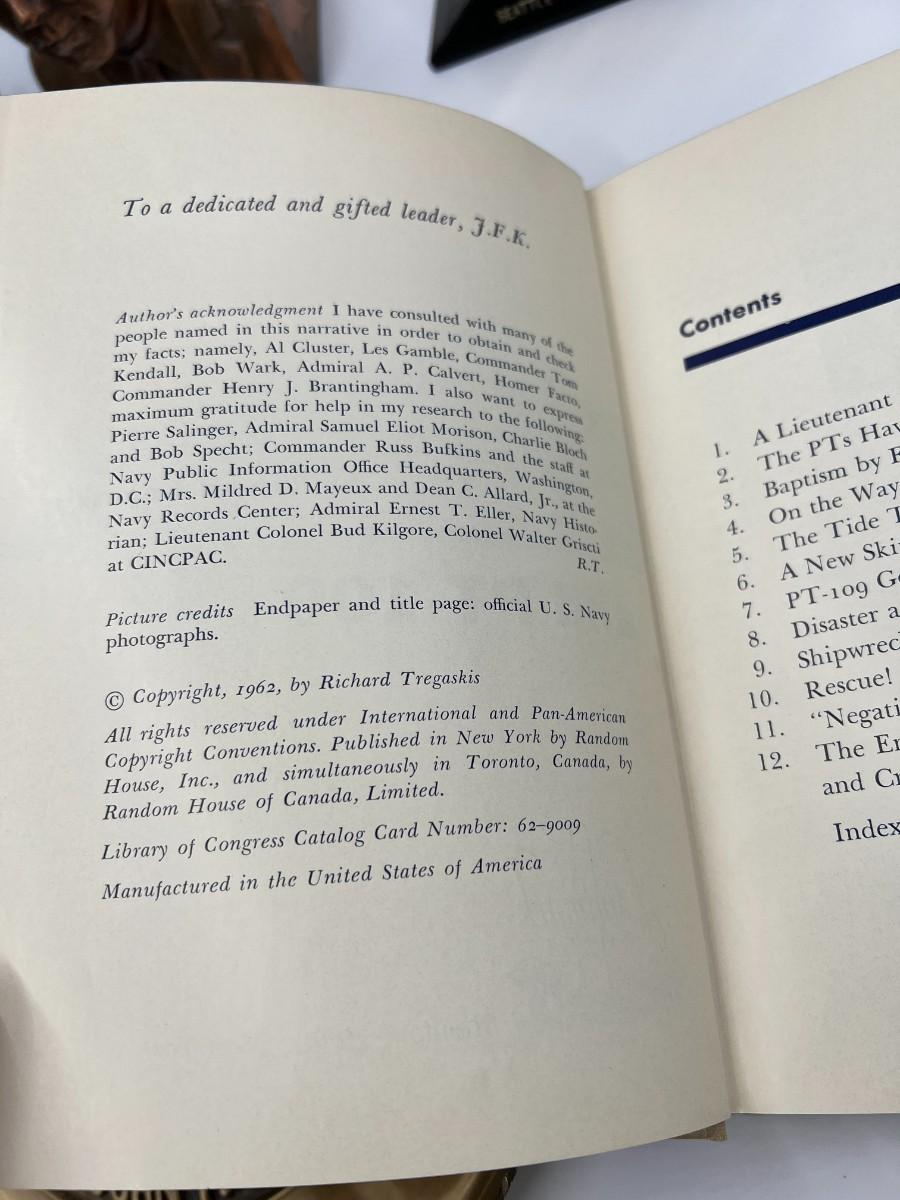 SEATTLE
To a dedicated and gifted leader, J.F.K.
Author's acknowledgment I have consulted with many of the
people named in this narrative in order to obtain and check
my facts; namely, Al Cluster, Les Gamble, Commander Tom
Kendall, Bob Wark, Admiral A. P. Calvert, Homer Facto,
Commander Henry J. Brantingham. I also want to express
maximum gratitude for help in my research to the following:
Pierre Salinger, Admiral Samuel Eliot Morison, Charlie Bloch
and Bob Specht; Commander Russ Bufkins and the staff at
Navy Public Information Office Headquarters, Washington,
D.C.; Mrs. Mildred D. Mayeux and Dean C. Allard, Jr., at the
Navy Records Center; Admiral Ernest T. Eller, Navy Histo-
rian; Lieutenant Colonel Bud Kilgore, Colonel Walter Griscti
at CINCPAC.
R.T.
Picture credits Endpaper and title page: official U. S. Navy
photographs.
© Copyright, 1962, by Richard Tregaskis
All rights reserved under International and Pan-American
Copyright Conventions. Published in New York by Random
House, Inc., and simultaneously in Toronto, Canada, by
Random House of Canada, Limited.
Library of Congress Catalog Card Number: 62–9009
Manufactured in the United States of America
Contents
1. A Lieutenant
2. The PTs Hav
3. Baptism by F
4. On the Way
5. The Tide T
6. A New Ski
7. PT-109 G
8. Disaster a
9. Shipwrec
10. Rescue!
11. "Negati
12. The En
and Cr
Index